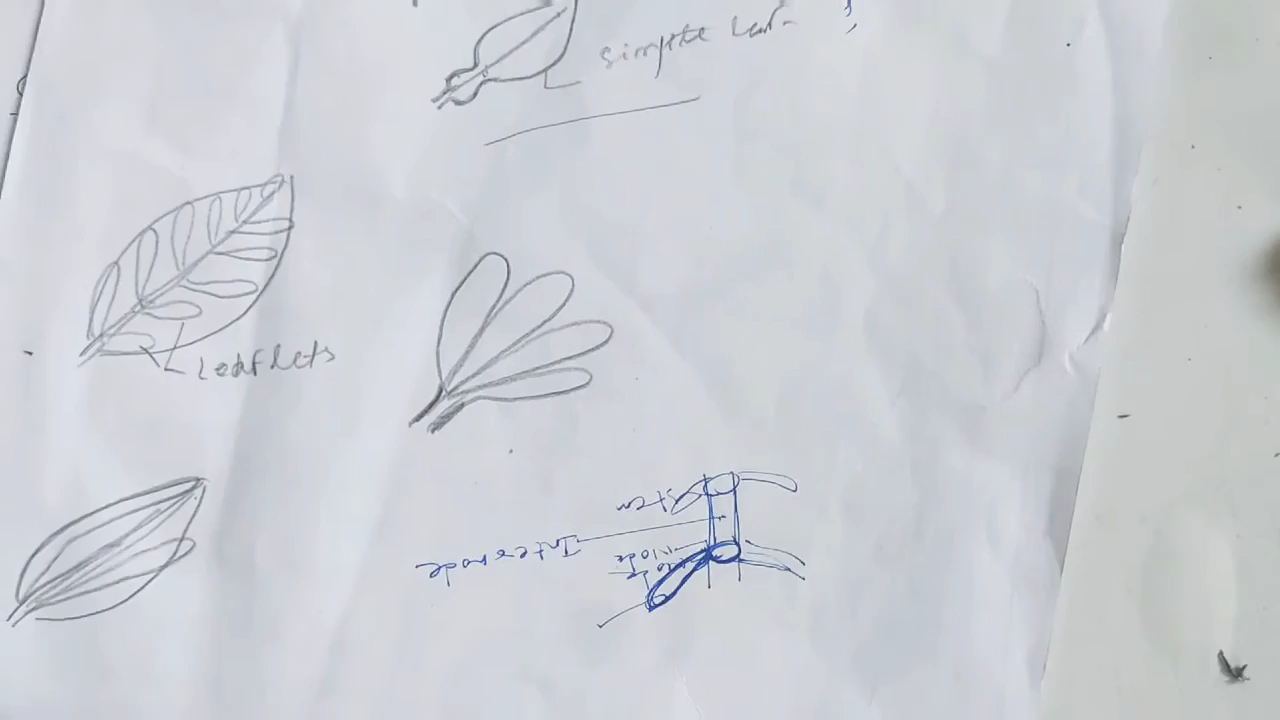 simple leaf
Leaflets
stem
Internode
Node